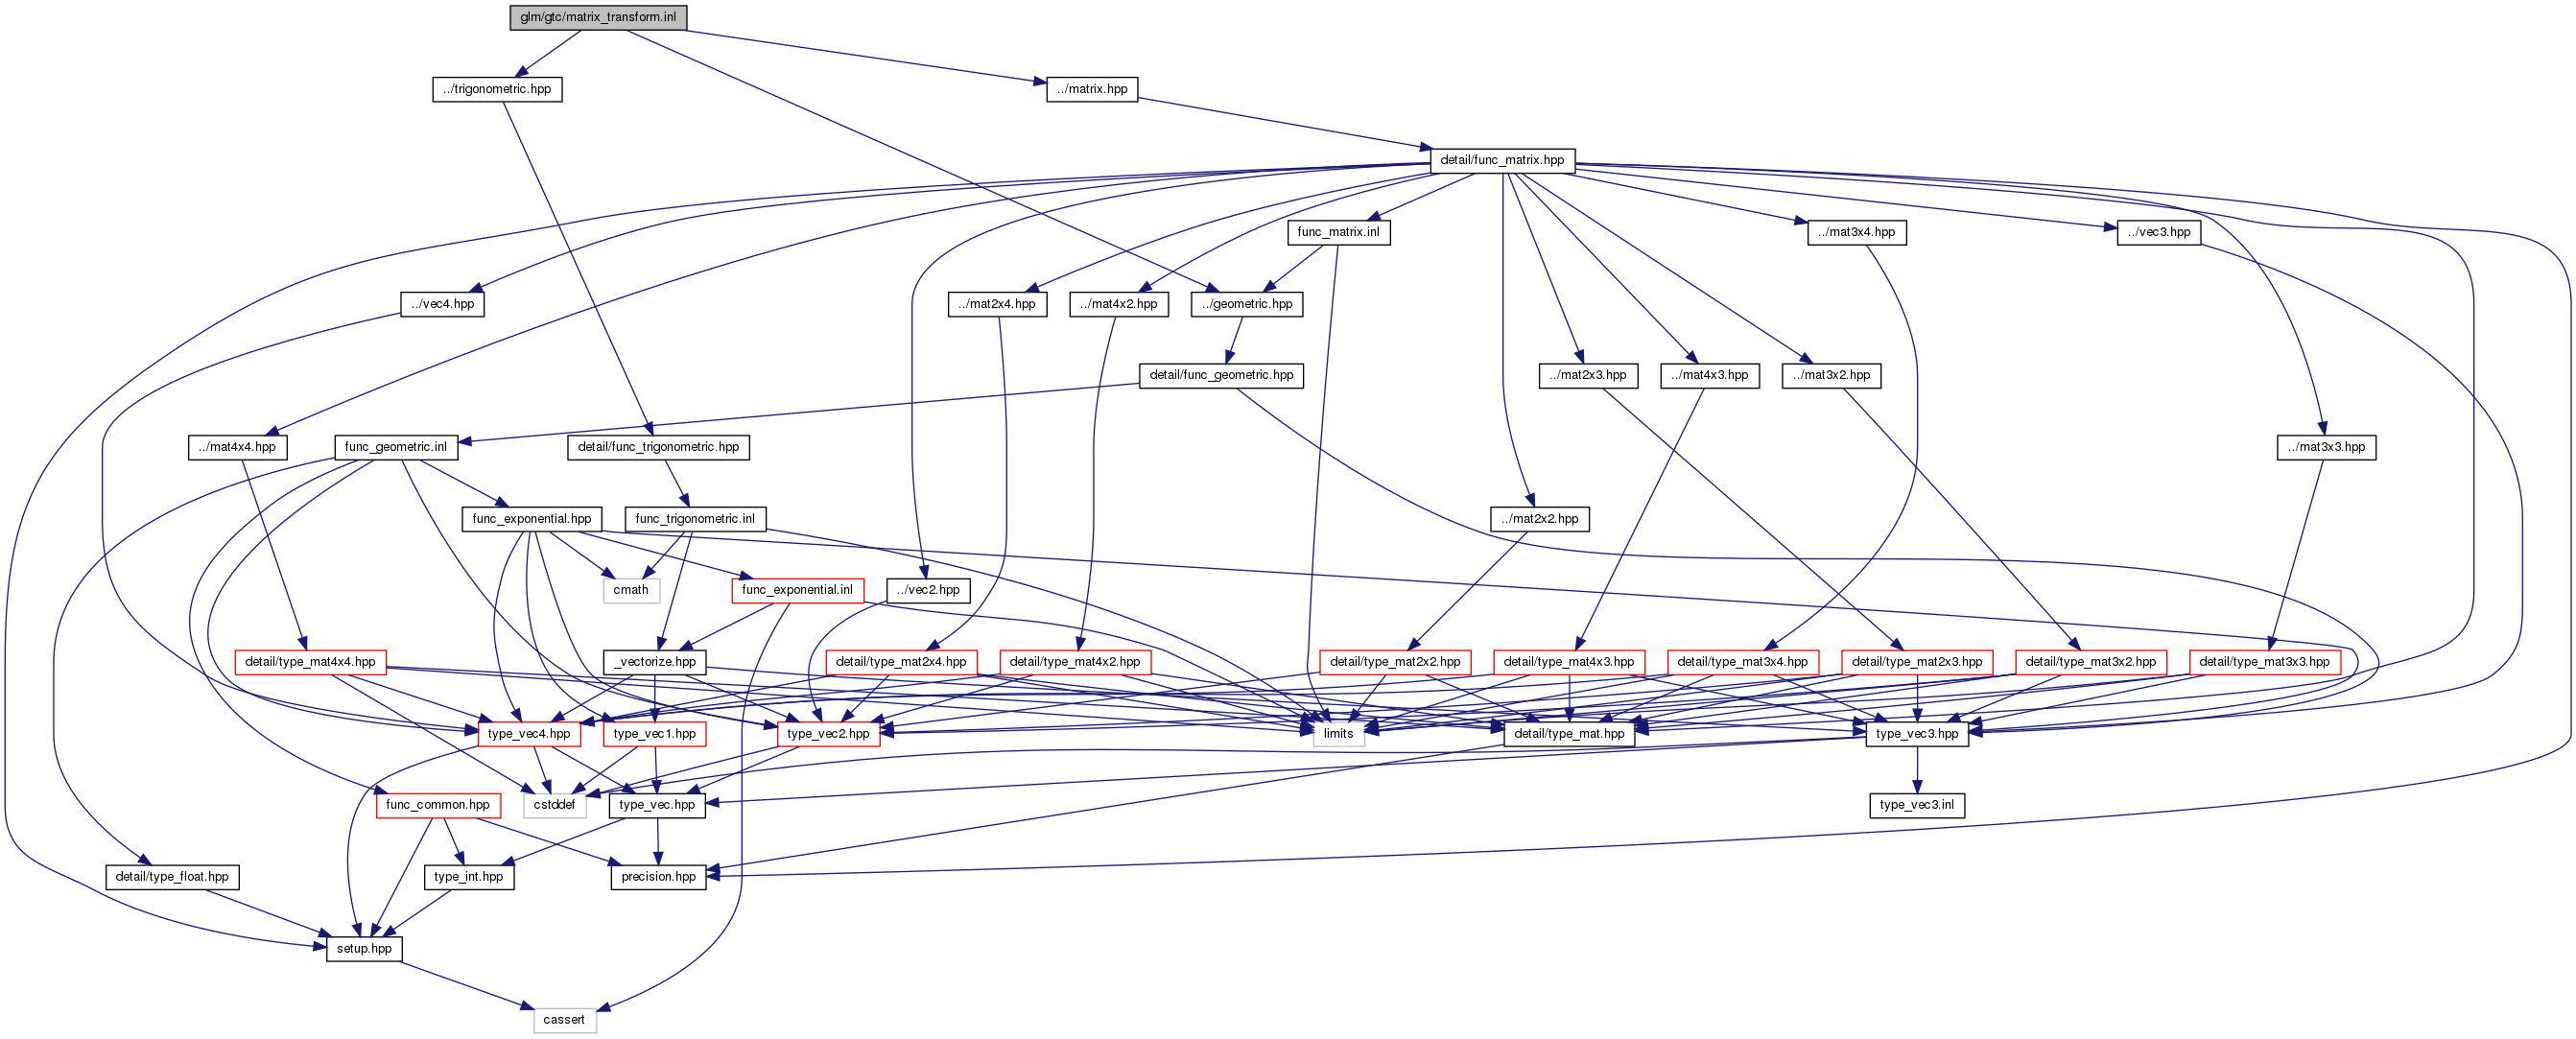 glm/gtc/matrix_transform.inl
../trigonometric.hpp
../matrix.hpp
detail/func_matrix.hpp
func_matrix.inl
../mat3x4.hpp
../vec3.hpp
../vec4.hpp
../mat2x4.hpp
../mat4x2.hpp
../geometric.hpp
detail/func_geometric.hpp
../mat2x3.hpp
../mat4x3.hpp
../mat3x2.hpp
../mat4x4.hpp
func_geometric.inl
detail/func_trigonometric.hpp
../mat3x3.hpp
func_exponential.hpp
func_trigonometric.inl
../mat2x2.hpp
cmath
func_exponential.inl
../vec2.hpp
detail/type_mat4x4.hpp
_vectorize.hpp
detail/type_mat2x4.hpp
detail/type_mat4x2.hpp
detail/type_mat2x2.hpp
detail/type_mat4x3.hpp
detail/type_mat3x4.hpp
detail/type_mat2x3.hpp
detail/type_mat3x2.hpp
detail/type_mat3x3.hpp
type_vec4.hpp
type_vec1.hpp
type_vec2.hpp
limits
detail/type_mat.hpp
type_vec3.hpp
func_common.hpp
cstddef
type_vec.hpp
type_vec3.inl
detail/type_float.hpp
type_int.hpp
precision.hpp
setup.hpp
cassert